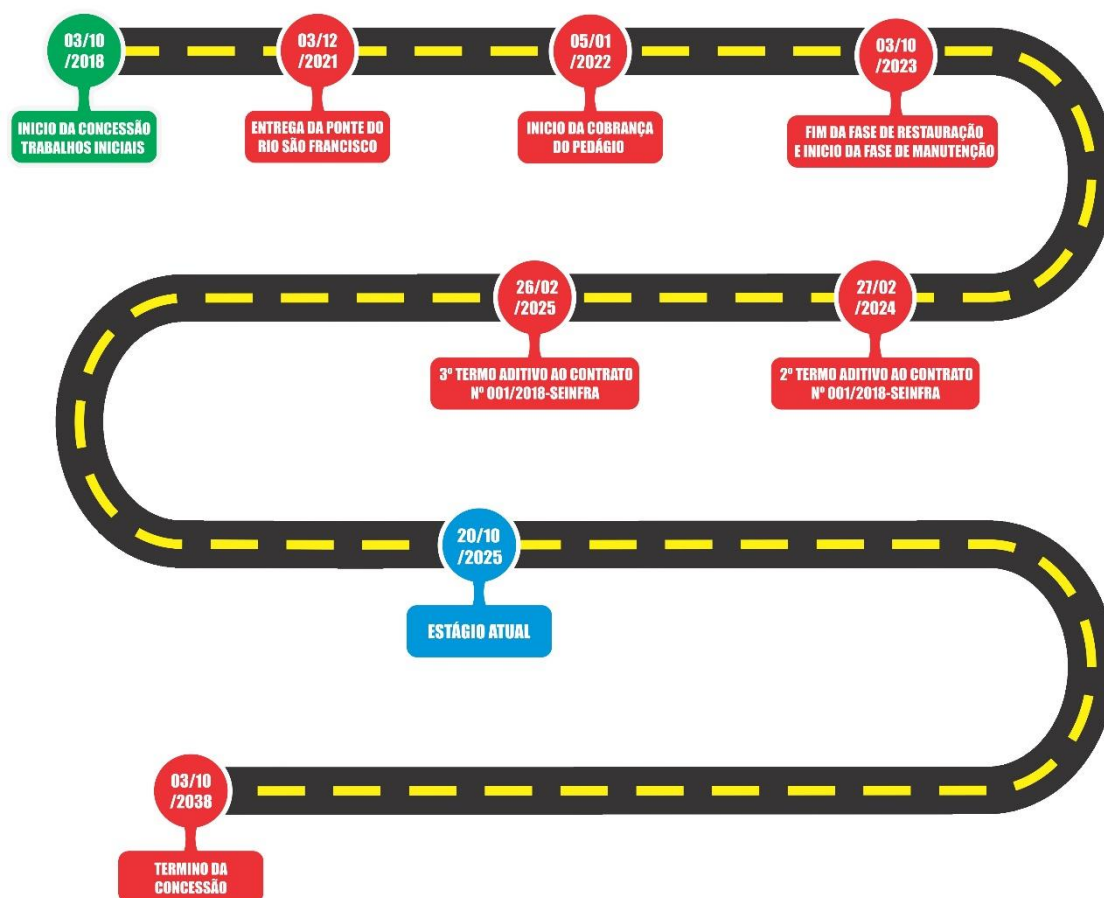 03/10
/2018
INICIO DA CONCESSÃO
TRABALHOS INICIAIS
03/12
/2021
ENTREGA DA PONTE DO
RIO SÃO FRANCISCO
05/01
/2022
INICIO DA COBRANÇA
DO PEDÁGIO
03/10
/2023
FIM DA FASE DE RESTAURAÇÃO
E INICIO DA FASE DE MANUTENÇÃO
27/02
/2024
2º TERMO ADITIVO AO CONTRATO
Nº 001/2018-SEINFRA
26/02
/2025
3º TERMO ADITIVO AO CONTRATO
Nº 001/2018-SEINFRA
20/10
/2025
ESTÁGIO ATUAL
03/10
/2038
TERMINO DA
CONCESSÃO